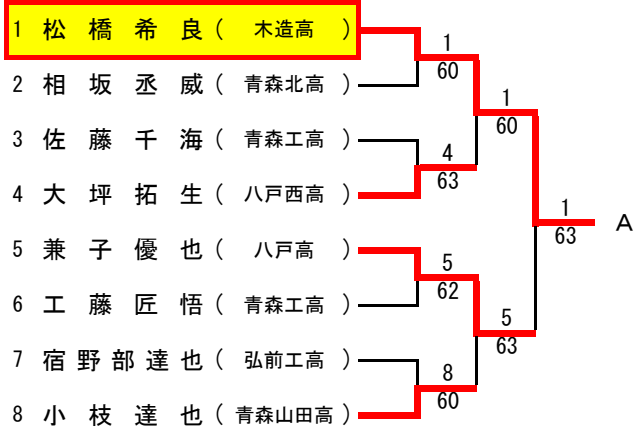 1 松橋希良( 木造高 )
2 相坂丞威( 青森北高 )
3 佐藤千海( 青森工高 )
4 大坪拓生( 八戸西高 )
5 兼子優也( 八戸高 )
6 工藤匠悟( 青森工高 )
7 宿野部達也( 弘前工高 )
8 小枝達也( 青森山田高 )
1
60
4
63
5
62
8
60
1
60
5
63
1
63
A